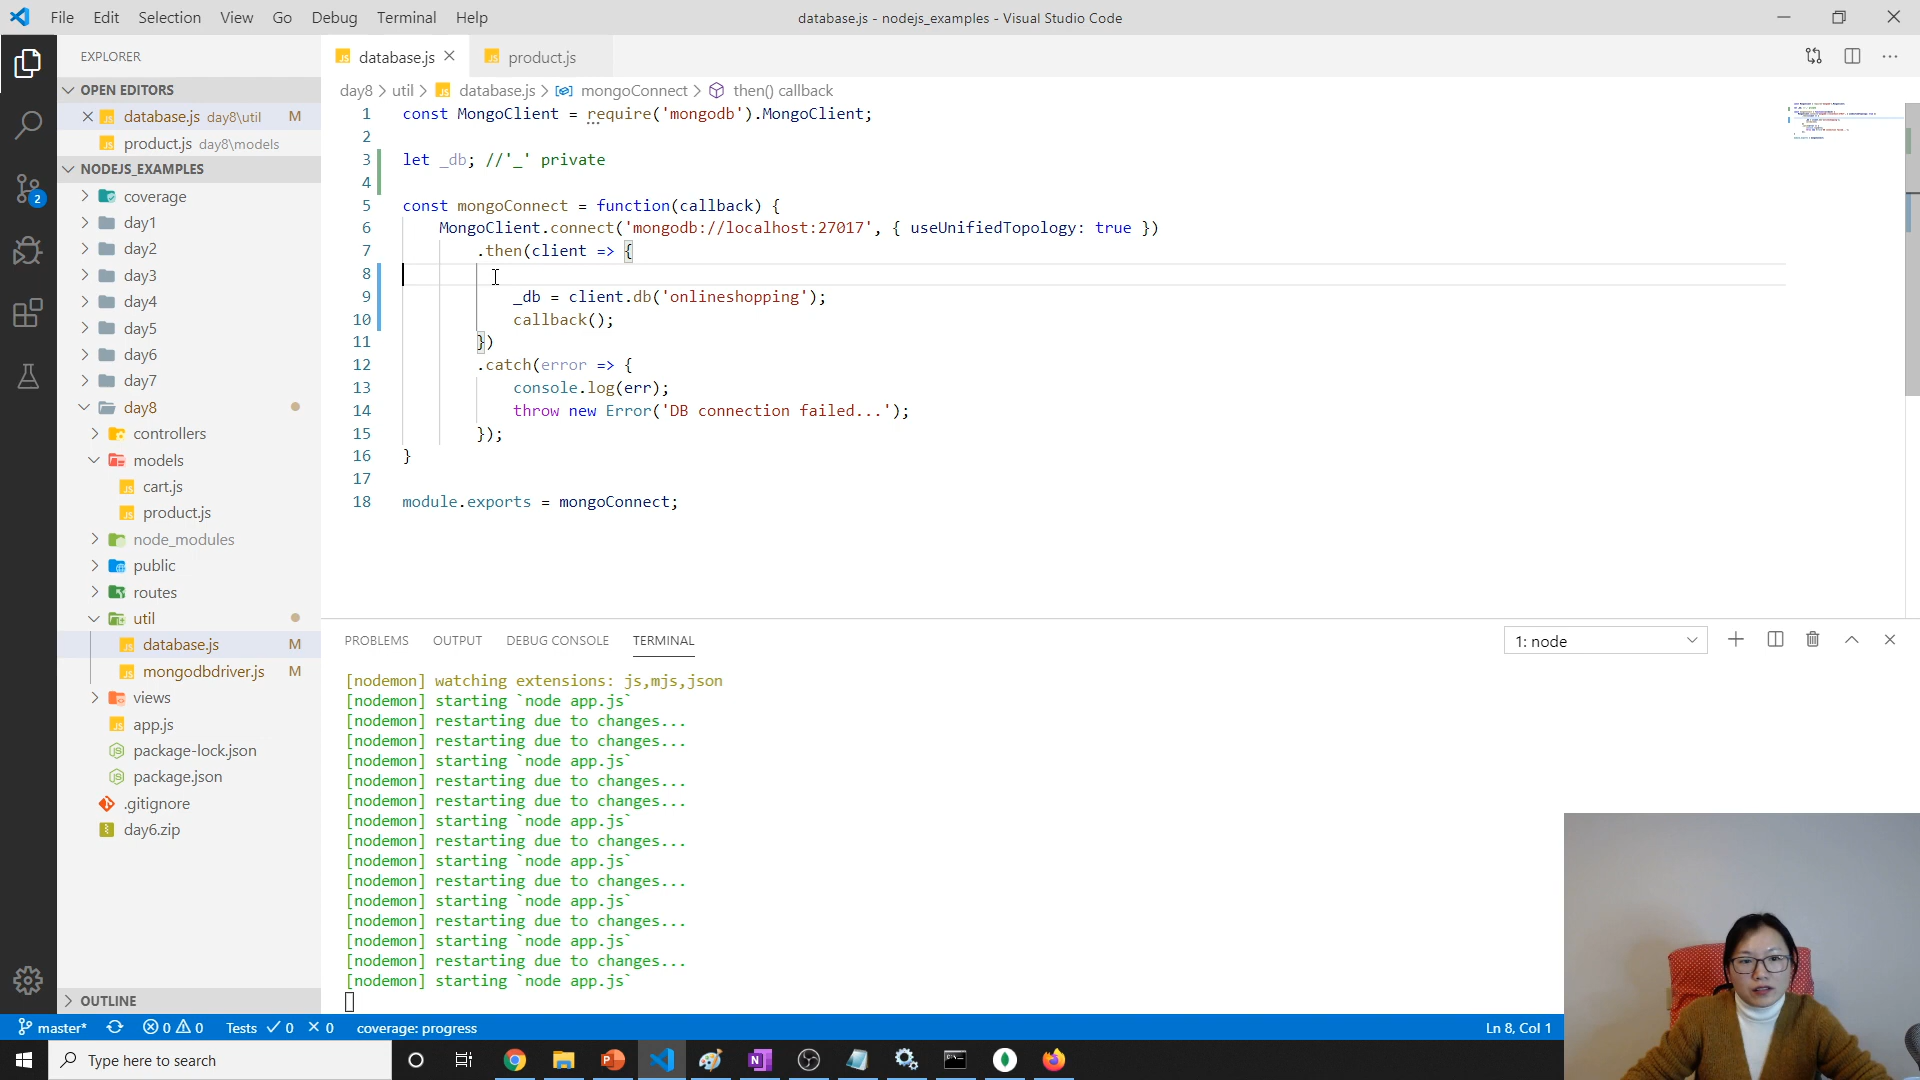 File Edit Selection View Go Debug Terminal Help
database.js - nodejs_examples - Visual Studio Code
EXPLORER
OPEN EDITORS
database.js day8\util M
product.js day8\models
NODEJS_EXAMPLES
coverage
day1
day2
day3
day4
day5
day6
day7
day8
controllers
models
cart.js
product.js
node_modules
public
routes
util
database.js M
mongodbdriver.js M
views
app.js
package-lock.json
package.json
.gitignore
day6.zip
OUTLINE
2
database.js product.js
day8 > util > database.js > mongoConnect > then() callback
1 const MongoClient = require('mongodb').MongoClient;
2
3 let _db; //'_' private
4
5 const mongoConnect = function(callback) {
6 MongoClient.connect('mongodb://localhost:27017', { useUnifiedTopology: true })
7 .then(client => {
8
9 _db = client.db('onlineshopping');
10 callback();
11 })
12 .catch(error => {
13 console.log(err);
14 throw new Error('DB connection failed...');
15 });
16 }
17
18 module.exports = mongoConnect;
PROBLEMS OUTPUT DEBUG CONSOLE TERMINAL
1: node
[nodemon] watching extensions: js,mjs,json
[nodemon] starting `node app.js`
[nodemon] restarting due to changes...
[nodemon] restarting due to changes...
[nodemon] starting `node app.js`
[nodemon] restarting due to changes...
[nodemon] restarting due to changes...
[nodemon] starting `node app.js`
[nodemon] restarting due to changes...
[nodemon] starting `node app.js`
[nodemon] restarting due to changes...
[nodemon] starting `node app.js`
[nodemon] restarting due to changes...
[nodemon] starting `node app.js`
[nodemon] restarting due to changes...
[nodemon] starting `node app.js`
master* 0 0 Tests 0 0 coverage: progress
Ln 8, Col 1
Type here to search